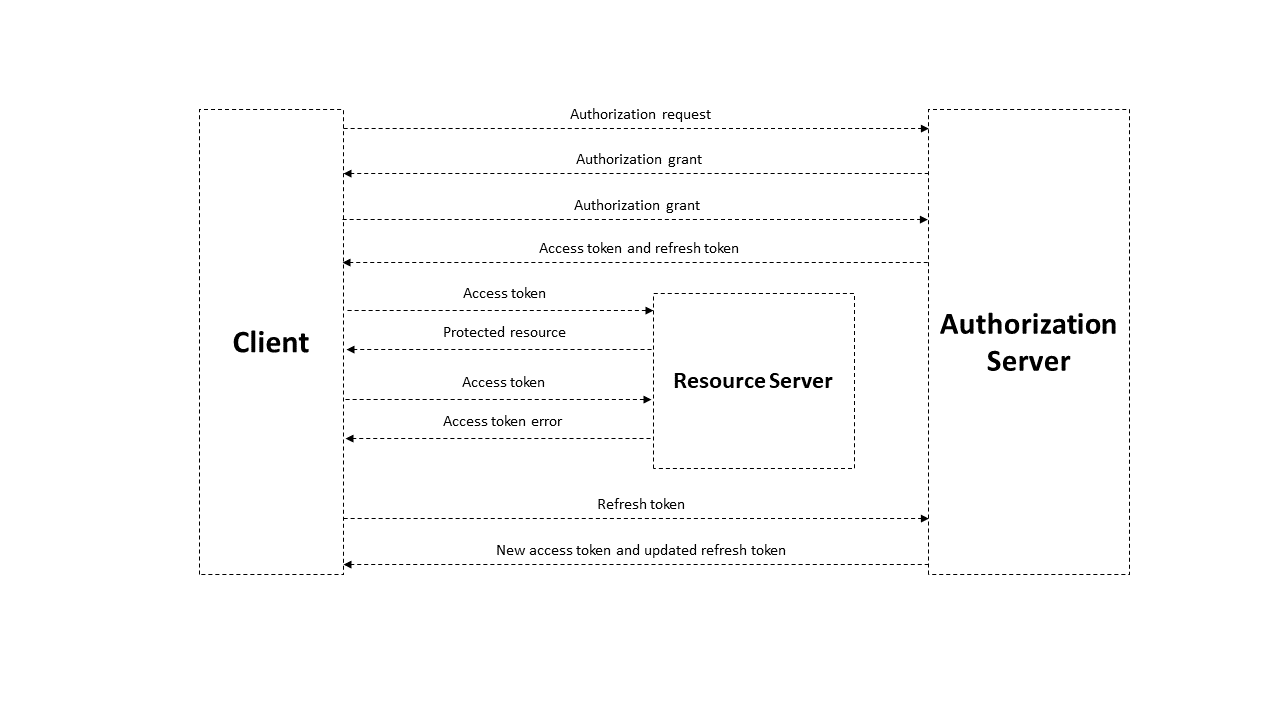 Authorization request
Authorization grant
Authorization grant
Access token and refresh token
Access token
Protected resource
Access token
Access token error
Client
Resource Server
Authorization
Server
Refresh token
New access token and updated refresh token